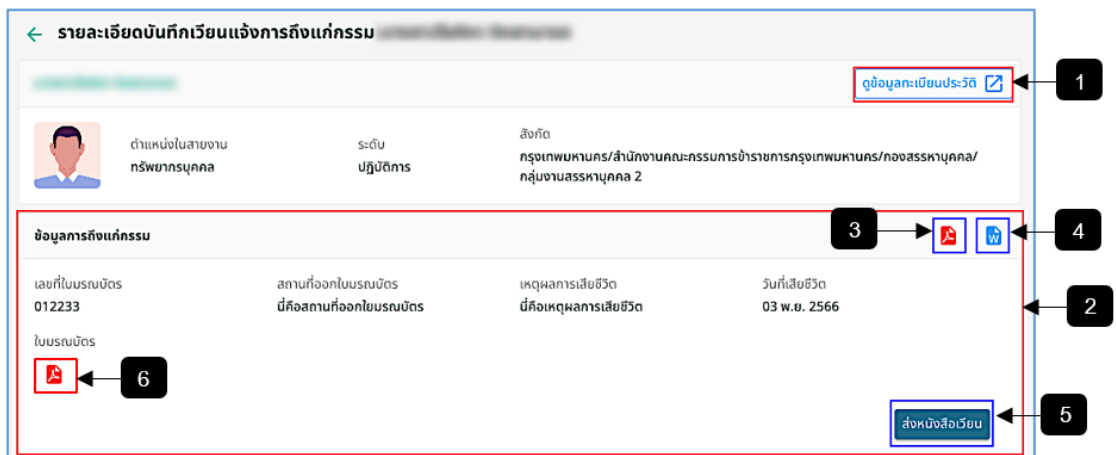 รายละเอียดบันทึกเวียนแจ้งการถึงแก่กรรม
ดูข้อมูลทะเบียนประวัติ
1
ตำแหน่งในสายงาน
ทรัพยากรบุคคล
ระดับ
ปฏิบัติการ
สังกัด
กรุงเทพมหานคร/สำนักงานคณะกรรมการข้าราชการกรุงเทพมหานคร/กองสรรหาบุคคล/
กลุ่มงานสรรหาบุคคล 2
ข้อมูลการถึงแก่กรรม
3
W
4
เลขที่ใบมรณบัตร
012233
สถานที่ออกใบมรณบัตร
นี่คือสถานที่ออกใยมรณบัตร
เหตุผลการเสียชีวิต
นี่คือเหตุผลการเสียชีวิต
วันที่เสียชีวิต
03 พ.ย. 2566
2
ใบมรณบัตร
6
ส่งหนังสือเวียน
5